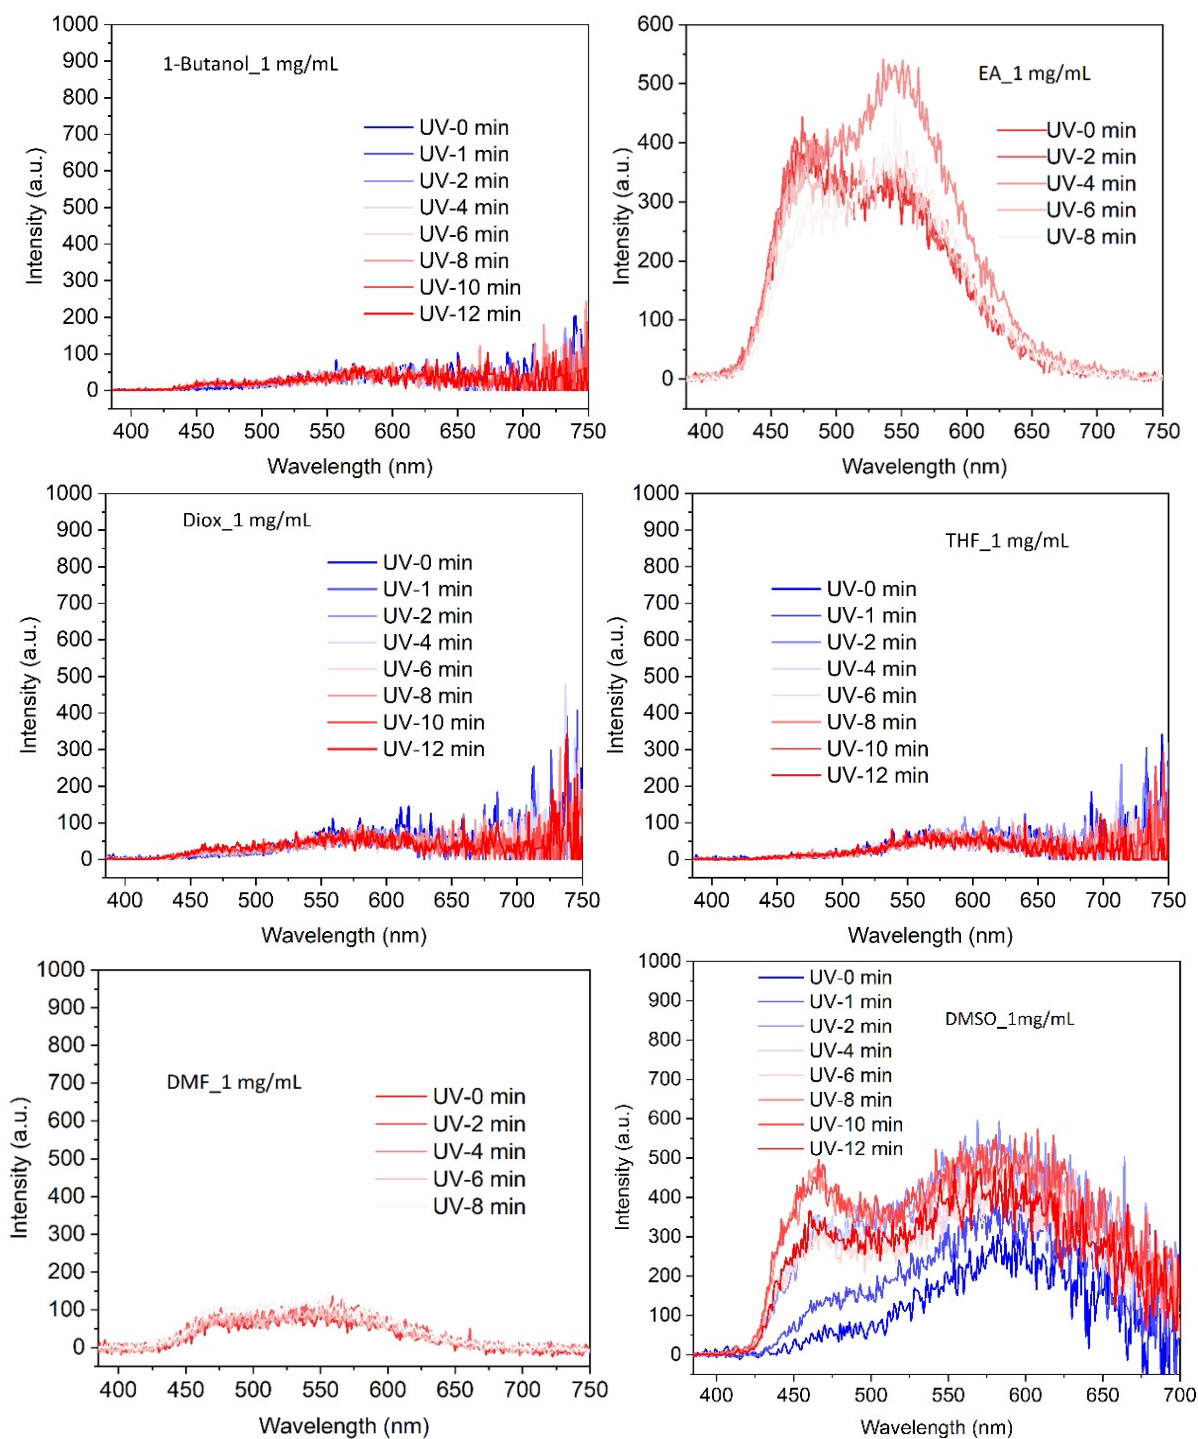 1-Butanol_1 mg/mL
UV-0 min
UV-1 min
UV-2 min
UV-4 min
UV-6 min
UV-8 min
UV-10 min
UV-12 min
Intensity (a.u.)
1000
900
800
700
600
500
400
300
200
100
0
400 450 500 550 600 650 700 750
Wavelength (nm)
EA_1 mg/mL
UV-0 min
UV-2 min
UV-4 min
UV-6 min
UV-8 min
Intensity (a.u.)
600
500
400
300
200
100
0
400 450 500 550 600 650 700 750
Wavelength (nm)
Diox_1 mg/mL
UV-0 min
UV-1 min
UV-2 min
UV-4 min
UV-6 min
UV-8 min
UV-10 min
UV-12 min
Intensity (a.u.)
1000
900
800
700
600
500
400
300
200
100
0
400 450 500 550 600 650 700 750
Wavelength (nm)
THF_1 mg/mL
UV-0 min
UV-1 min
UV-2 min
UV-4 min
UV-6 min
UV-8 min
UV-10 min
UV-12 min
Intensity (a.u.)
1000
900
800
700
600
500
400
300
200
100
0
400 450 500 550 600 650 700 750
Wavelength (nm)
DMF_1 mg/mL
UV-0 min
UV-2 min
UV-4 min
UV-6 min
UV-8 min
Intensity (a.u.)
1000
900
800
700
600
500
400
300
200
100
0
400 450 500 550 600 650 700 750
Wavelength (nm)
DMSO_1mg/mL
UV-0 min
UV-1 min
UV-2 min
UV-4 min
UV-6 min
UV-8 min
UV-10 min
UV-12 min
Intensity (a.u.)
1000
900
800
700
600
500
400
300
200
100
0
400 450 500 550 600 650 700
Wavelength (nm)